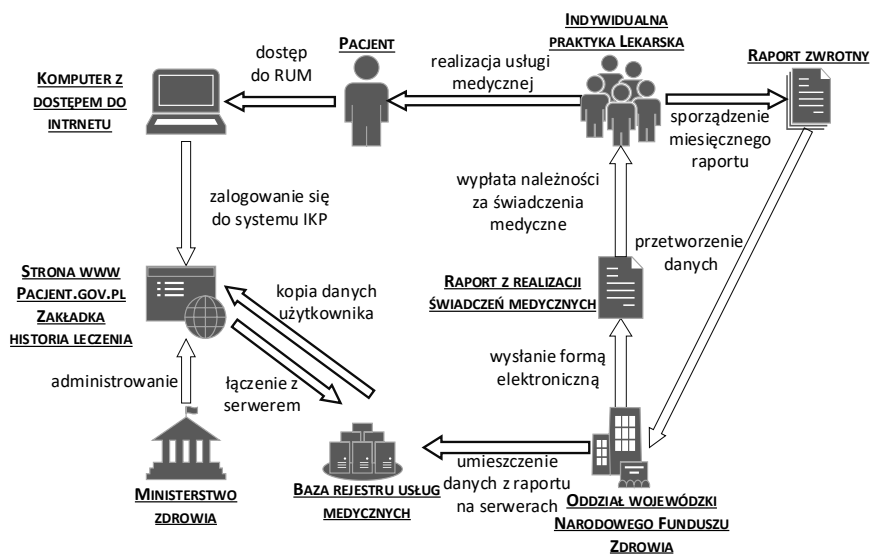 INDYWIDUALNA
PRAKTYKA LEKARSKA
PACJENT
RAPORT ZWROTNY
KOMPUTER Z
DOSTĘPEM DO
INTRNETU
dostęp
do RUM
realizacja usługi
medycznej
sporządzenie
miesięcznego
raportu
zalogowanie się
do systemu IKP
wypłata należności
za świadczenia
medyczne
przetworzenie
danych
STRONA WWW
PACJENT.GOV.PL
ZAKŁADKA
HISTORIA LECZENIA
kopia danych
użytkownika
RAPORT Z REALIZACJI
ŚWIADCZEŃ MEDYCZNYCH
wysłanie formą
elektroniczną
administrowanie
łączenie z
serwerem
MINISTERSTWO
ZDROWIA
BAZA REJESTRU USŁUG
MEDYCZNYCH
umieszczenie
danych z raportu
na serwerach
ODDZIAŁ WOJEWÓDZKI
NARODOWEGO FUNDUSZU
ZDROWIA